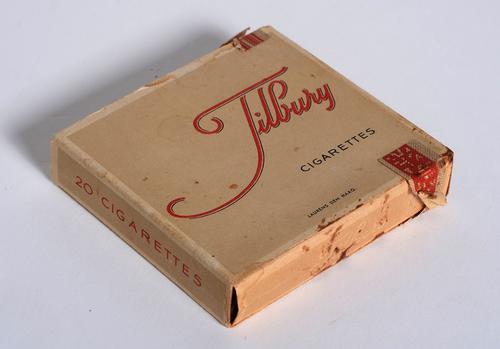 Tilbury
CIGARETTES
LAURENS DEN HAAG.
20 CIGARETTES